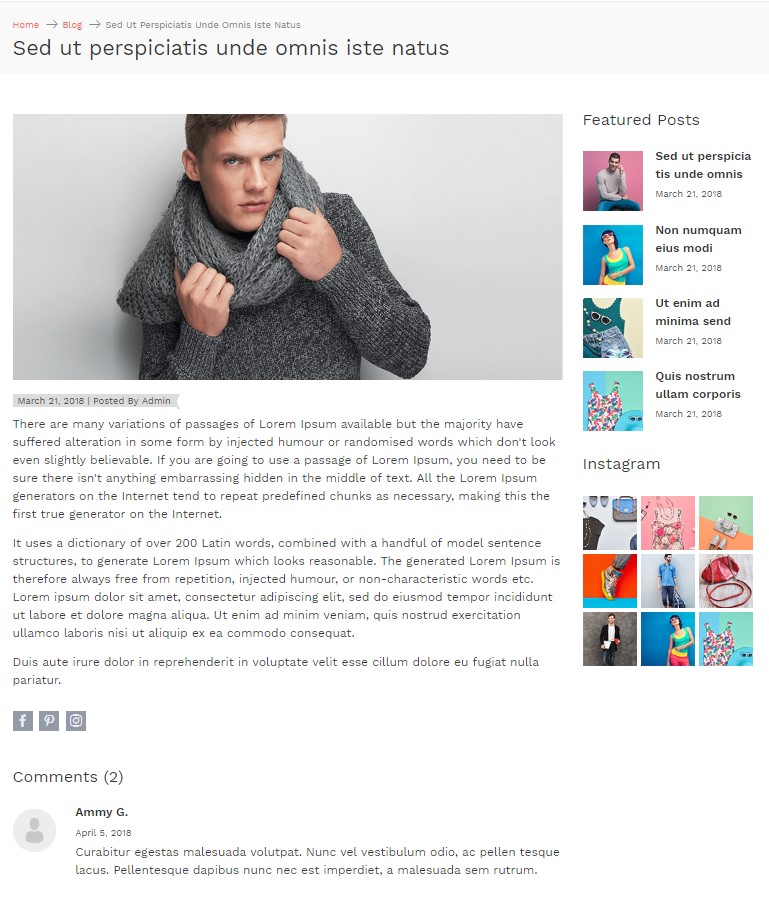 Home → Blog → Sed Ut Perspiciatis Unde Omnis Iste Natus
Sed ut perspiciatis unde omnis iste natus
March 21, 2018 | Posted By Admin
There are many variations of passages of Lorem Ipsum available but the majority have
suffered alteration in some form by injected humour or randomised words which don't look
even slightly believable. If you are going to use a passage of Lorem Ipsum, you need to be
sure there isn't anything embarrassing hidden in the middle of text. All the Lorem Ipsum
generators on the Internet tend to repeat predefined chunks as necessary, making this the
first true generator on the Internet.
It uses a dictionary of over 200 Latin words, combined with a handful of model sentence
structures, to generate Lorem Ipsum which looks reasonable. The generated Lorem Ipsum is
therefore always free from repetition, injected humour, or non-characteristic words etc.
Lorem ipsum dolor sit amet, consectetur adipiscing elit, sed do eiusmod tempor incididunt
ut labore et dolore magna aliqua. Ut enim ad minim veniam, quis nostrud exercitation
ullamco laboris nisi ut aliquip ex ea commodo consequat.
Duis aute irure dolor in reprehenderit in voluptate velit esse cillum dolore eu fugiat nulla
pariatur.
Comments (2)
Ammy G.
April 5, 2018
Curabitur egestas malesuada volutpat. Nunc vel vestibulum odio, ac pellen tesque
lacus. Pellentesque dapibus nunc nec est imperdiet, a malesuada sem rutrum.
Featured Posts
Sed ut perspicia
tis unde omnis
March 21, 2018
Non numquam
eius modi
March 21, 2018
Ut enim ad
minima send
March 21, 2018
Quis nostrum
ullam corporis
March 21, 2018
Instagram